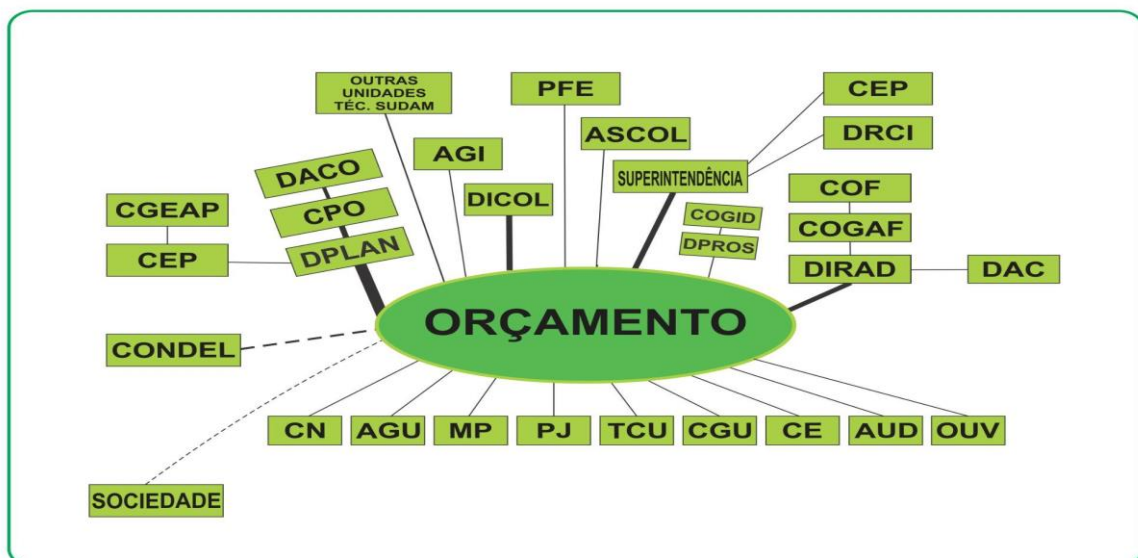 OUTRAS
UNIDADES
TÉC. SUDAM
PFE
CEP
AGI
ASCOL
DRCI
DACO
SUPERINTENDÊNCIA
COF
CGEAP
CPO
DICOL
COGID
COGAF
CEP
DPLAN
DPROS
DIRAD
DAC
ORÇAMENTO
CONDEL
CN
AGU
MP
PJ
TCU
CGU
CE
AUD
OUV
SOCIEDADE